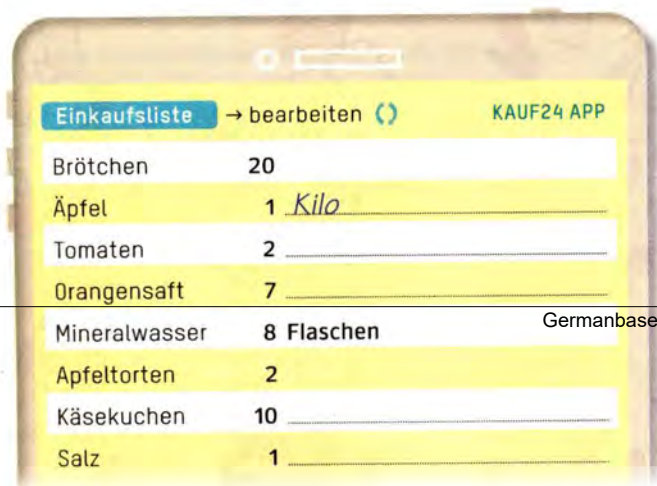 Einkaufsliste → bearbeiten () KAUF24 APP
Brötchen 20
Äpfel 1 Kilo
Tomaten 2
Orangensaft 7
Germanbase
Mineralwasser 8 Flaschen
Apfeltorten 2
Käsekuchen 10
Salz 1